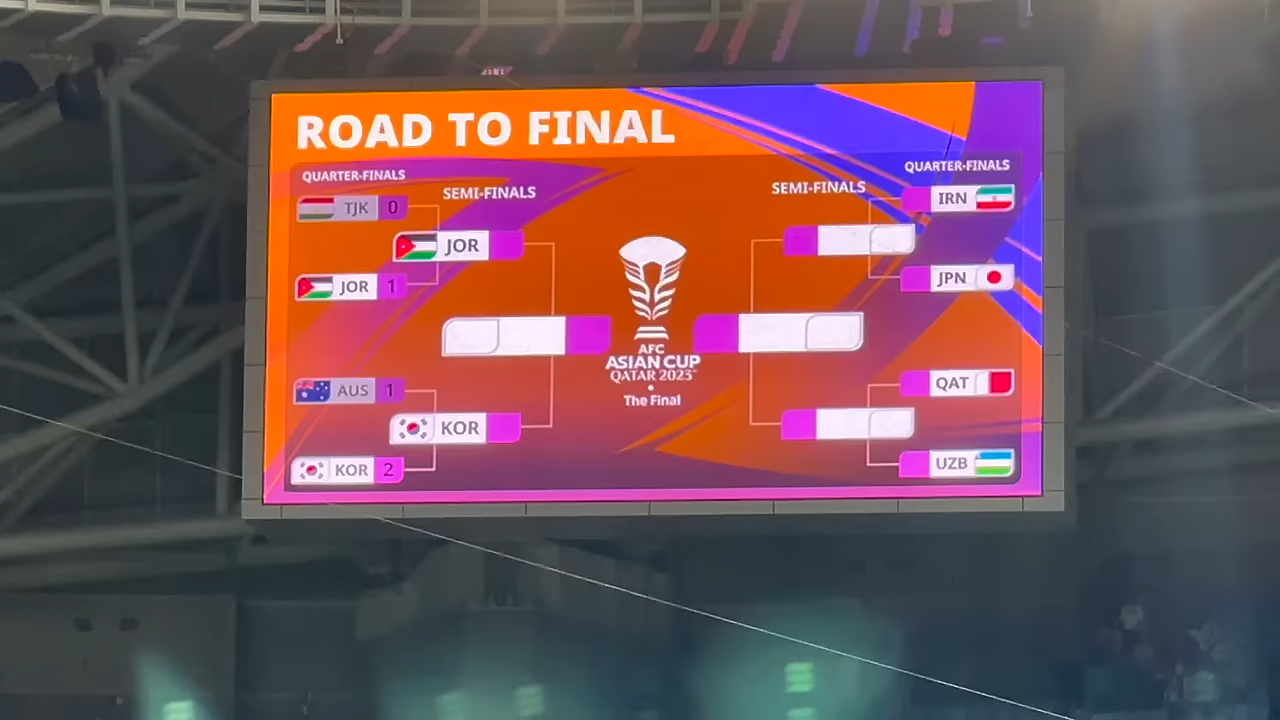 ROAD TO FINAL
QUARTER-FINALS
SEMI-FINALS
TJK 0
JOR
JOR 1
AUS 1
KOR
KOR 2
AFC
ASIAN CUP
QATAR 2023
The Final
SEMI-FINALS
QUARTER-FINALS
IRN
JPN
QAT
UZB